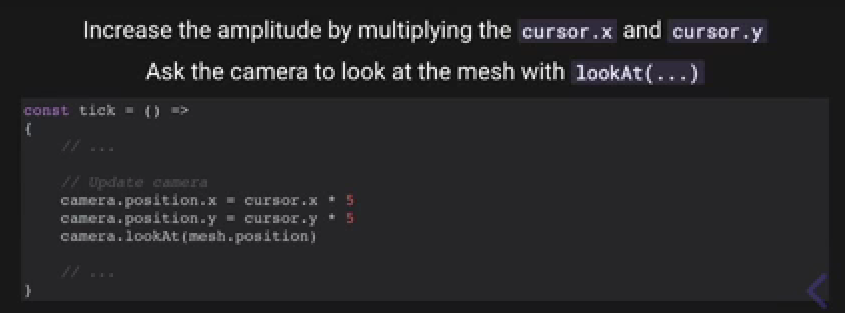 Increase the amplitude by multiplying the cursor.x and cursor.y
Ask the camera to look at the mesh with lookAt(...)
const tick = () =>
{
// ...
// Update camera
camera.position.x = cursor.x * 5
camera.position.y = cursor.y * 5
camera.lookAt(mesh.position)
// ...
}